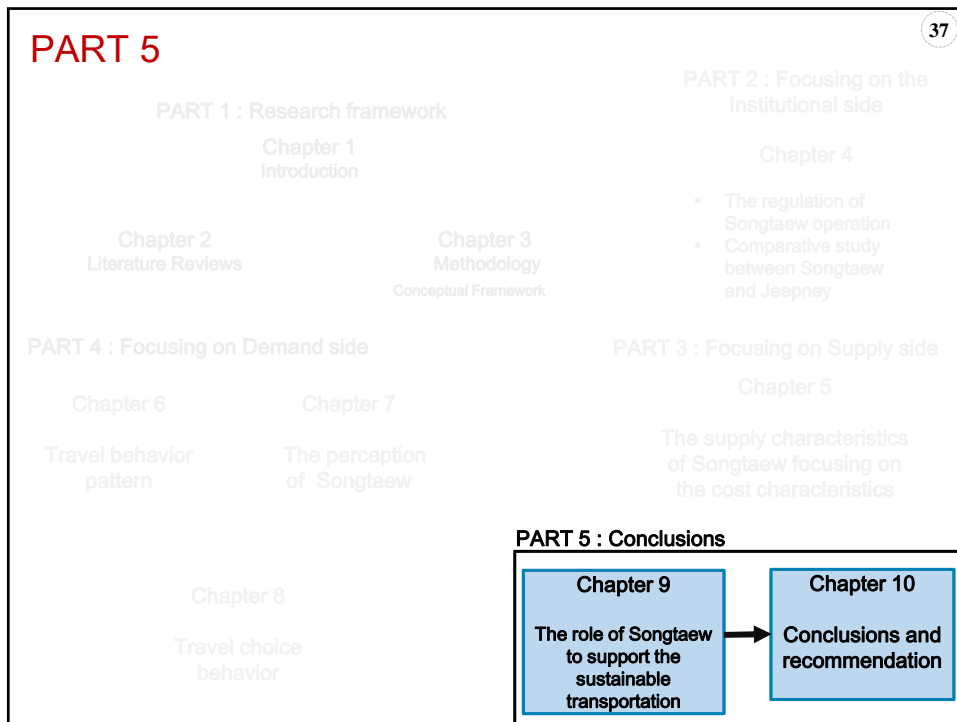 37
PART 5
PART 1 : Research framework
Chapter 1
Introduction
Chapter 2
Literature Reviews
Chapter 3
Methodology
Conceptual Framework
PART 2 : Focusing on the
Institutional side
Chapter 4
• The regulation of
Songtaew operation
• Comparative study
between Songtaew
and Jeepney
PART 4 : Focusing on Demand side
Chapter 6
Travel behavior
pattern
Chapter 7
The perception
of Songtaew
Chapter 8
Travel choice
behavior
PART 3 : Focusing on Supply side
Chapter 5
The supply characteristics
of Songtaew focusing on
the cost characteristics
PART 5 : Conclusions
Chapter 9
The role of Songtaew
to support the
sustainable
transportation
Chapter 10
Conclusions and
recommendation